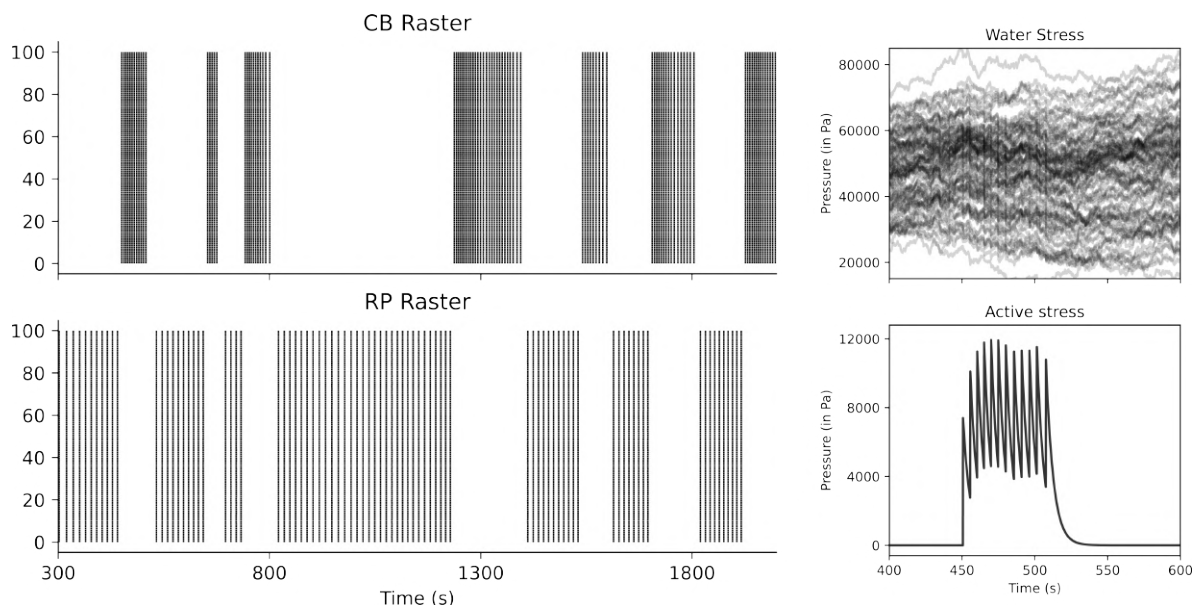 CB Raster
100
80
60
40
20
0
RP Raster
100
80
60
40
20
0
300 800 1300 1800
Time (s)
Water Stress
Pressure (in Pa)
80000
60000
40000
20000
Active stress
Pressure (in Pa)
12000
8000
4000
0
400 450 500 550 600
Time (s)